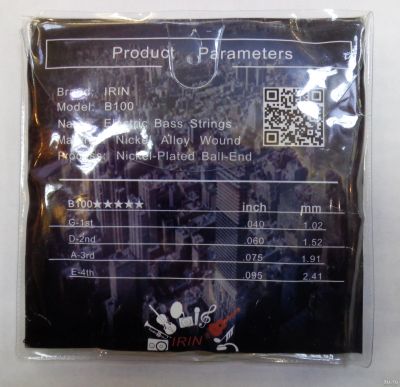 Product Parameters
Brand: IRIN
Model: B100
Name: Electric Bass Strings
Material: Nickel Alloy Wound
Process: Nickel-Plated Ball-End
B100★★★★★ inch mm
G-1st .040 1.02
D-2nd .060 1.52
A-3rd .075 1.91
E-4th .095 2.41
IRIN